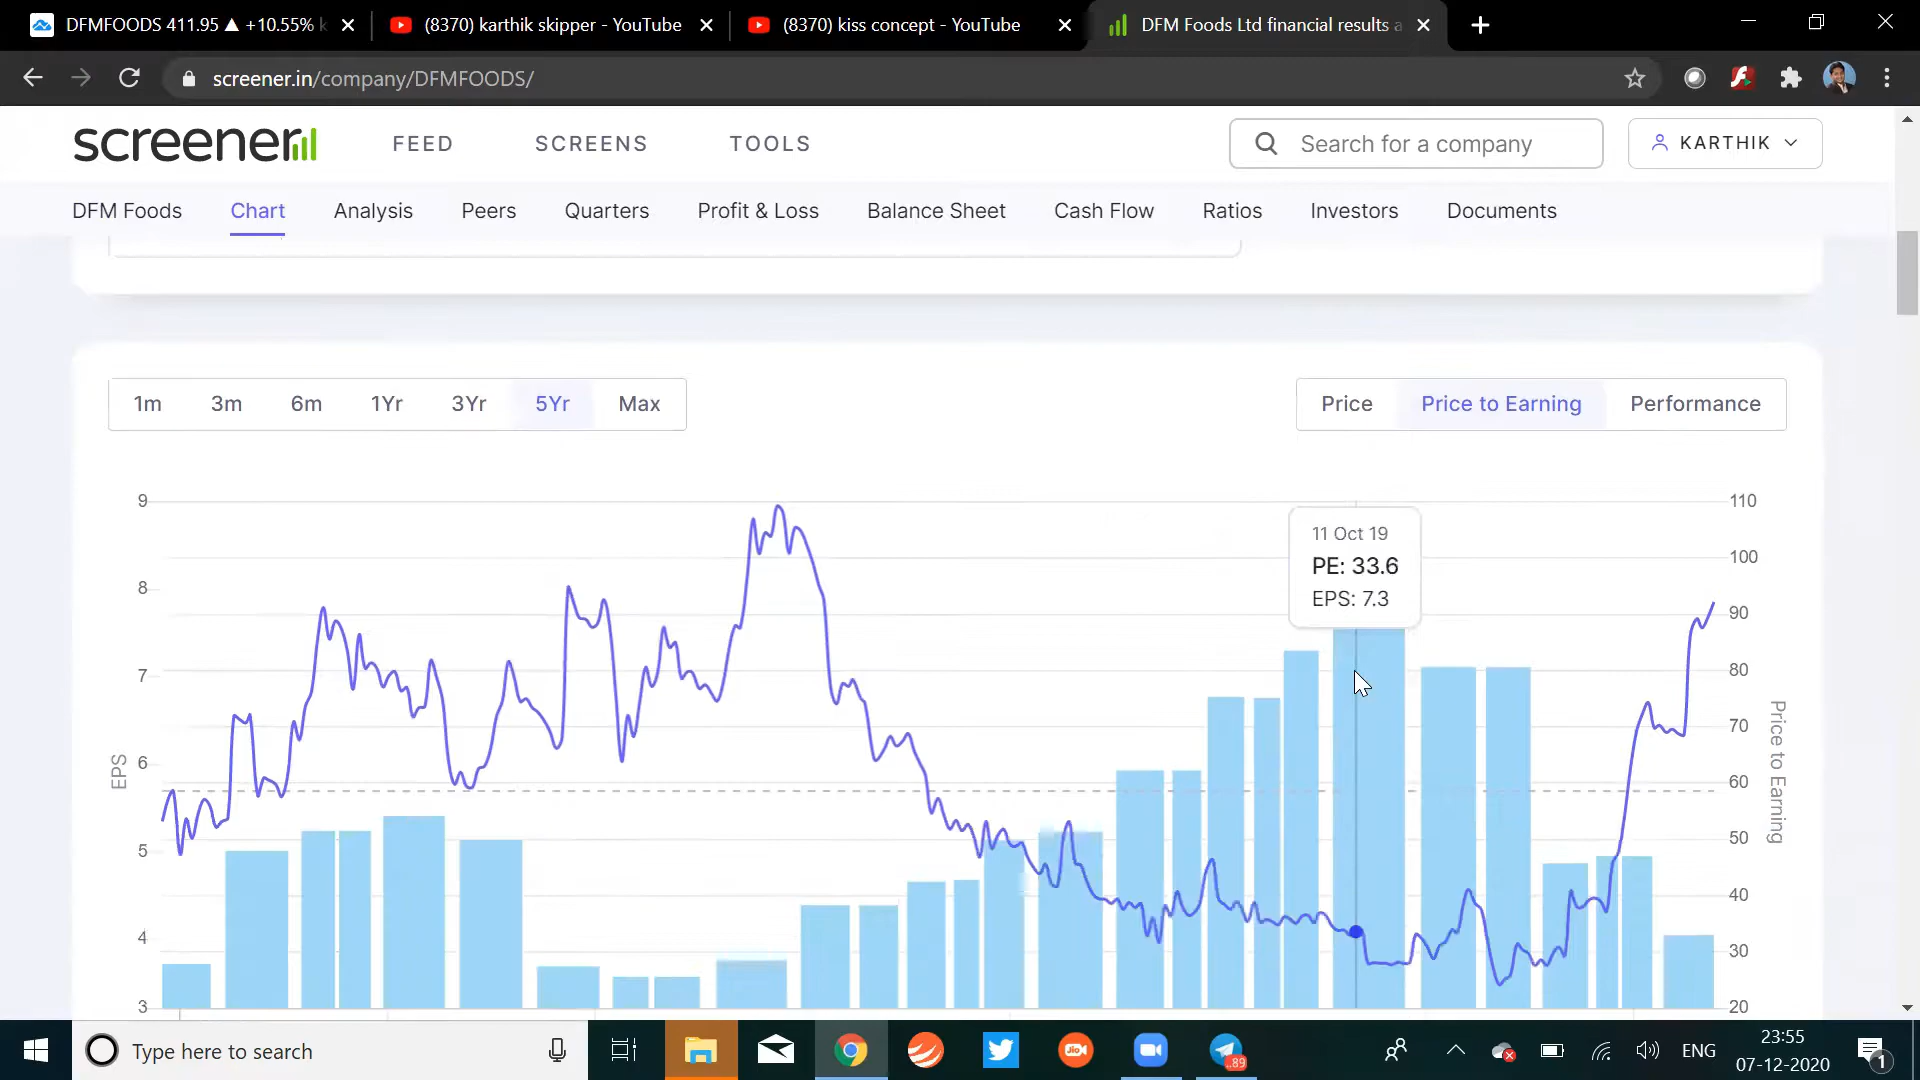 DFMFOODS 411.95 ▲ +10.55%
(8370) karthik skipper - YouTube
(8370) kiss concept - YouTube
DFM Foods Ltd financial results a
screener.in/company/DFMFOODS/
screener
FEED
SCREENS
TOOLS
Search for a company
KARTHIK
DFM Foods
Chart
Analysis
Peers
Quarters
Profit & Loss
Balance Sheet
Cash Flow
Ratios
Investors
Documents
1m
3m
6m
1Yr
3Yr
5Yr
Max
Price
Price to Earning
Performance
9
8
7
6
5
4
3
EPS
11 Oct 19
PE: 33.6
EPS: 7.3
110
100
90
80
70
60
50
40
30
20
Price to Earning
Type here to search
Jio
89
ENG
23:55
07-12-2020
1